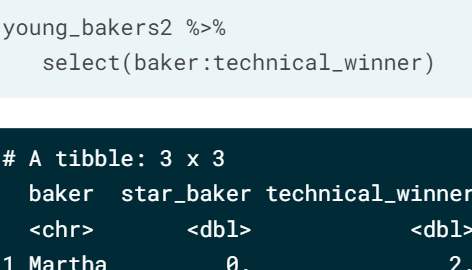 young_bakers2 %>%
select(baker:technical_winner)
# A tibble: 3 x 3
baker star_baker technical_winner
<chr> <dbl> <dbl>
1 Martha 0. 2